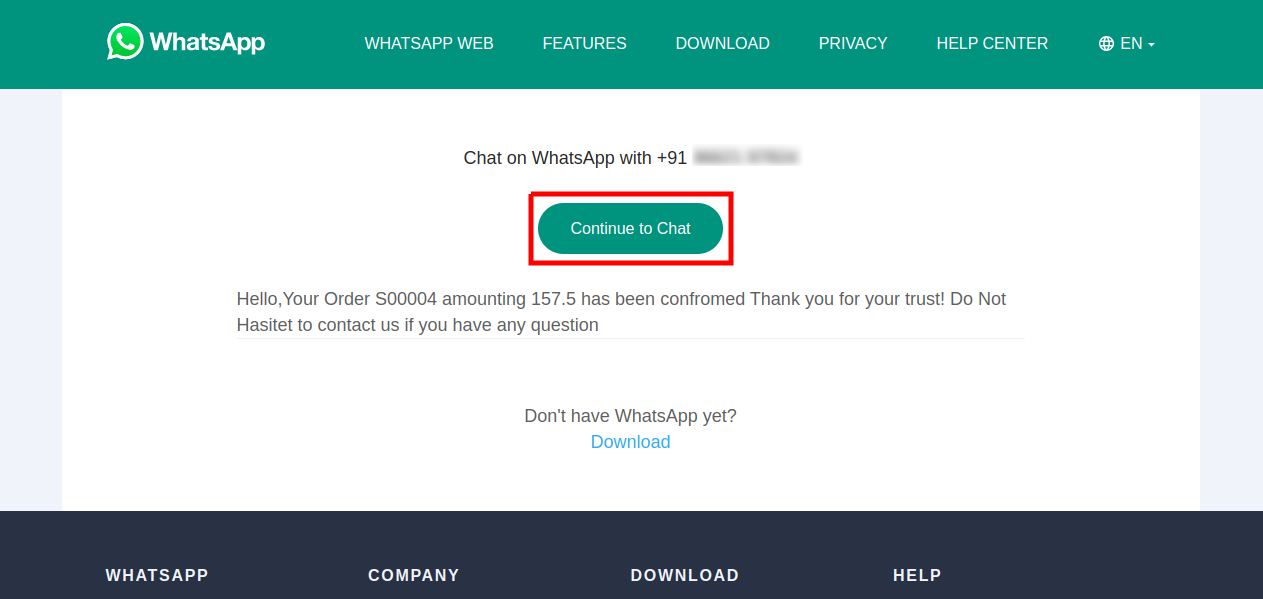 WhatsApp
WHATSAPP WEB FEATURES DOWNLOAD PRIVACY HELP CENTER EN
Chat on WhatsApp with +91
Continue to Chat
Hello,Your Order S00004 amounting 157.5 has been confromed Thank you for your trust! Do Not
Hasitet to contact us if you have any question
Don't have WhatsApp yet?
Download
WHATSAPP COMPANY DOWNLOAD HELP